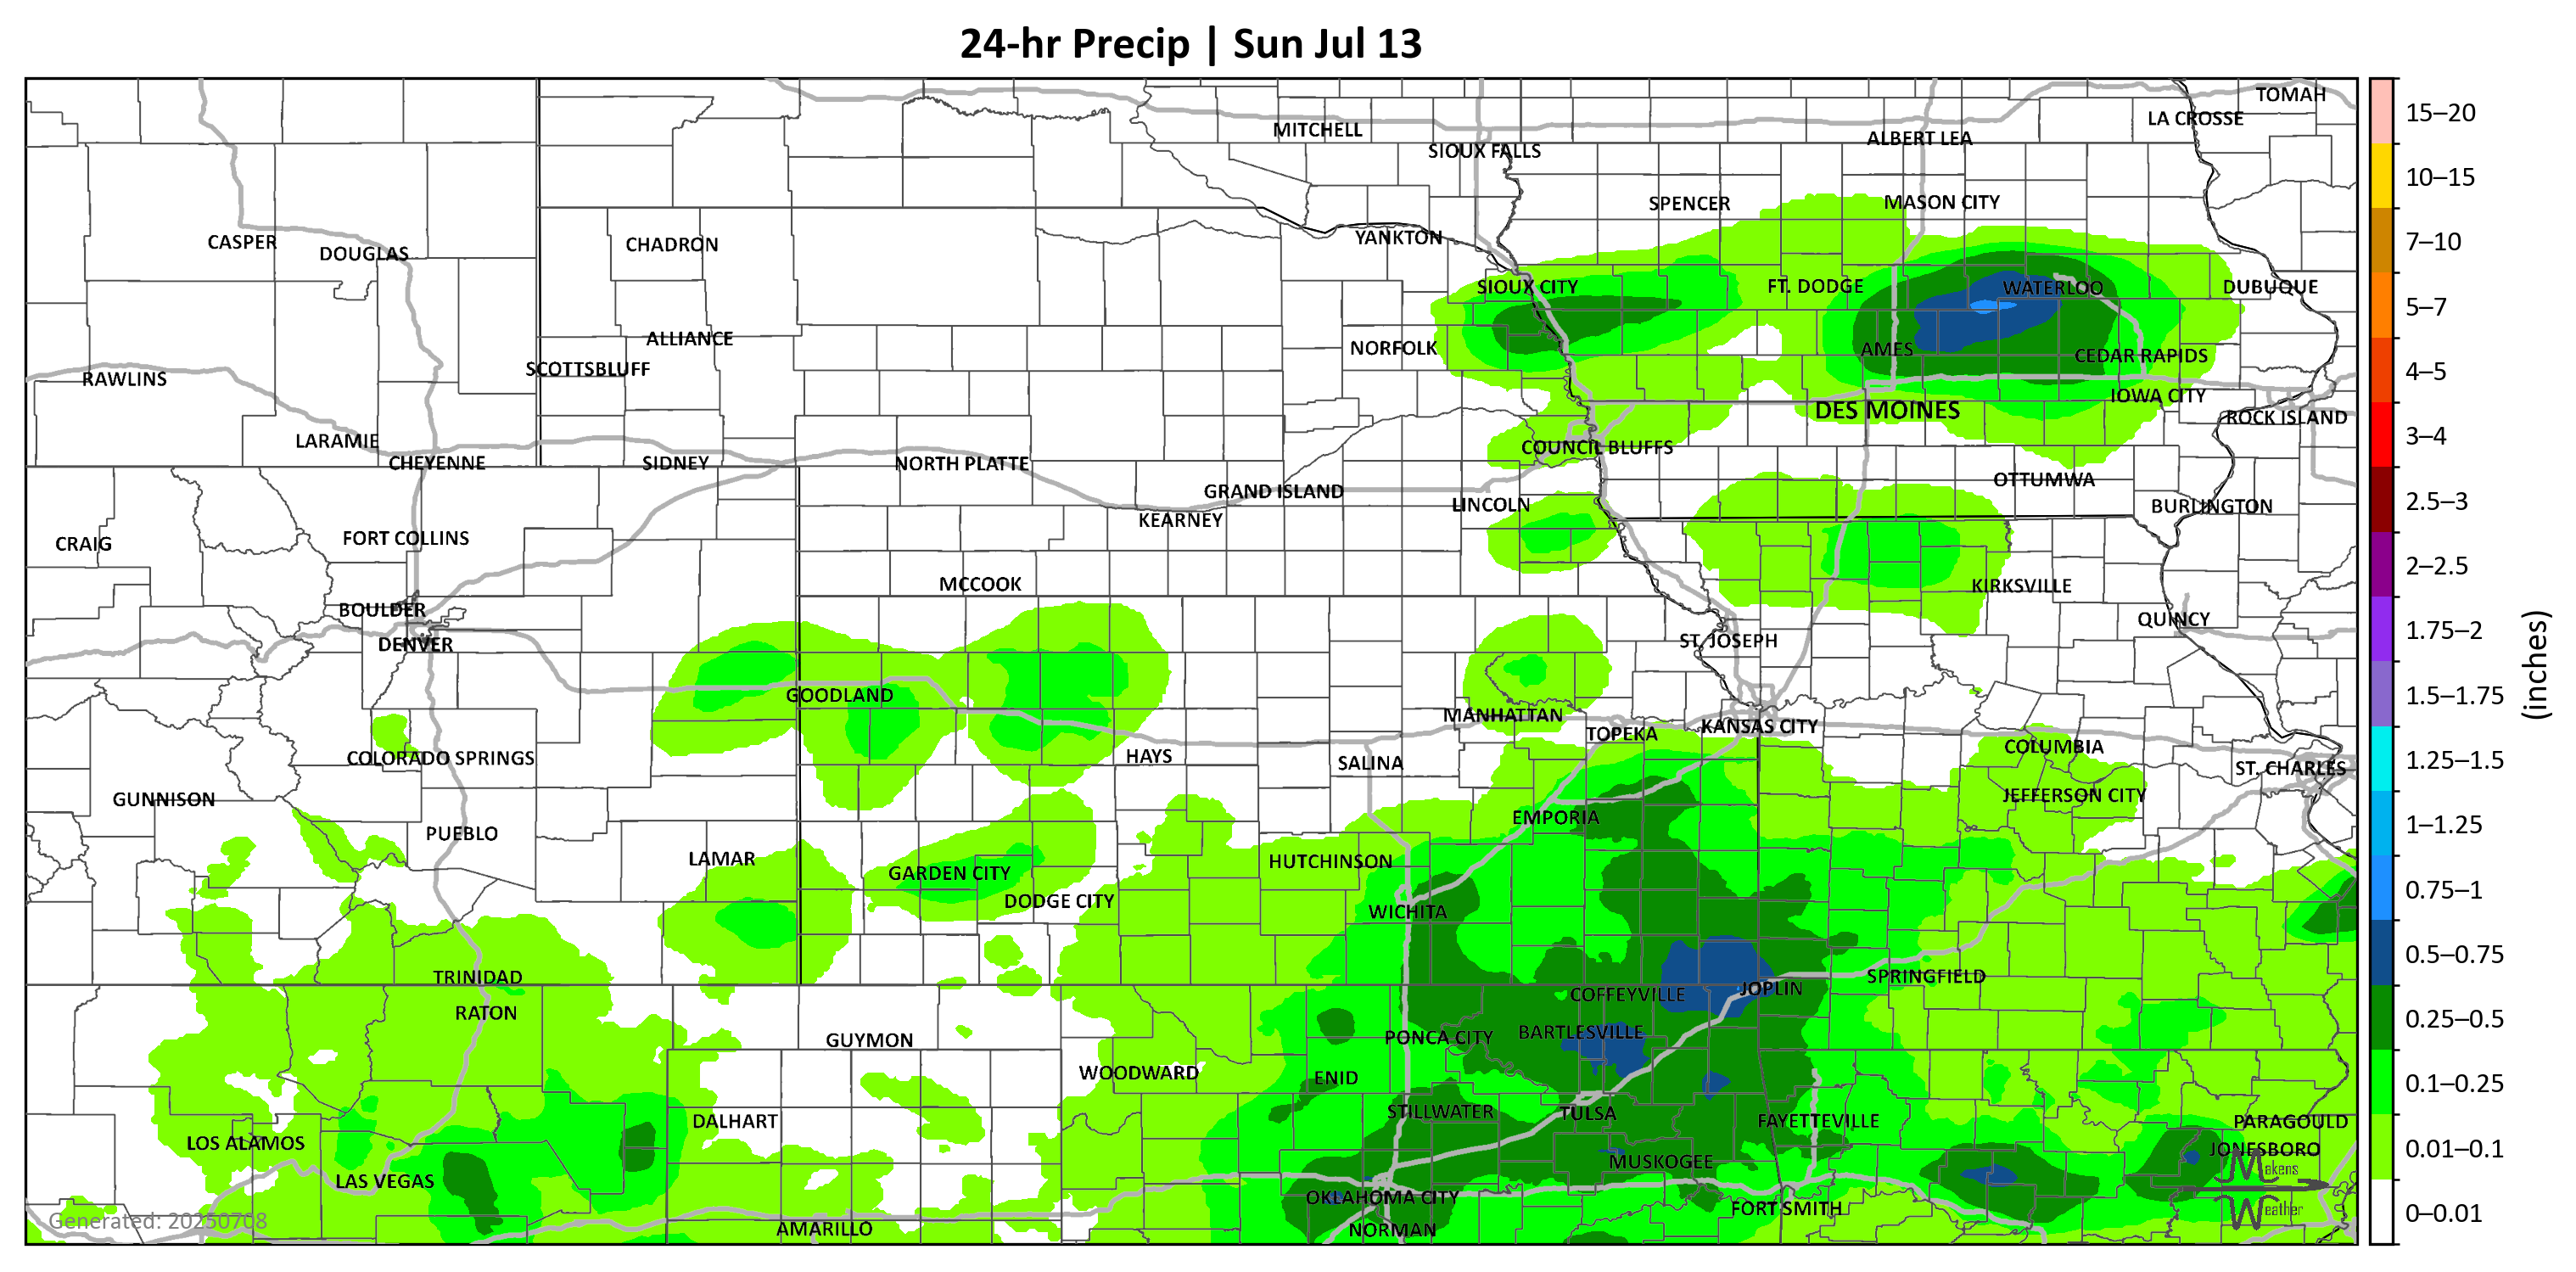 24-hr Precip | Sun Jul 13
TOMAH
LA CROSSE
MITCHELL
ALBERT LEA
SIOUX FALLS
SPENCER
MASON CITY
YANKTON
CASPER
DOUGLAS
CHADRON
SIOUX CITY
FT. DODGE
WATERLOO
DUBUQUE
ALLIANCE
NORFOLK
AMES
CEDAR RAPIDS
SCOTTSBLUFF
RAWLINS
IOWA CITY
DES MOINES
ROCK ISLAND
LARAMIE
COUNCIL BLUFFS
CHEYENNE
SIDNEY
NORTH PLATTE
OTTUMWA
GRAND ISLAND
LINCOLN
BURLINGTON
KEARNEY
CRAIG
FORT COLLINS
MCCOOK
KIRKSVILLE
BOULDER
QUINCY
DENVER
ST. JOSEPH
GOODLAND
MANHATTAN
TOPEKA
KANSAS CITY
COLUMBIA
COLORADO SPRINGS
HAYS
SALINA
ST. CHARLES
GUNNISON
JEFFERSON CITY
EMPORIA
PUEBLO
LAMAR
HUTCHINSON
GARDEN CITY
DODGE CITY
WICHITA
TRINIDAD
SPRINGFIELD
COFFEYVILLE
JOPLIN
RATON
GUYMON
PONCA CITY
BARTLESVILLE
WOODWARD
ENID
DALHART
STILLWATER
TULSA
FAYETTEVILLE
PARAGOULD
LOS ALAMOS
JONESBORO
LAS VEGAS
MUSKOGEE
OKLAHOMA CITY
FORT SMITH
AMARILLO
NORMAN
Generated: 20250708
Makens
Weather
15–20
10–15
7–10
5–7
4–5
3–4
2.5–3
2–2.5
1.75–2
1.5–1.75
1.25–1.5
1–1.25
0.75–1
0.5–0.75
0.25–0.5
0.1–0.25
0.01–0.1
0–0.01
(inches)